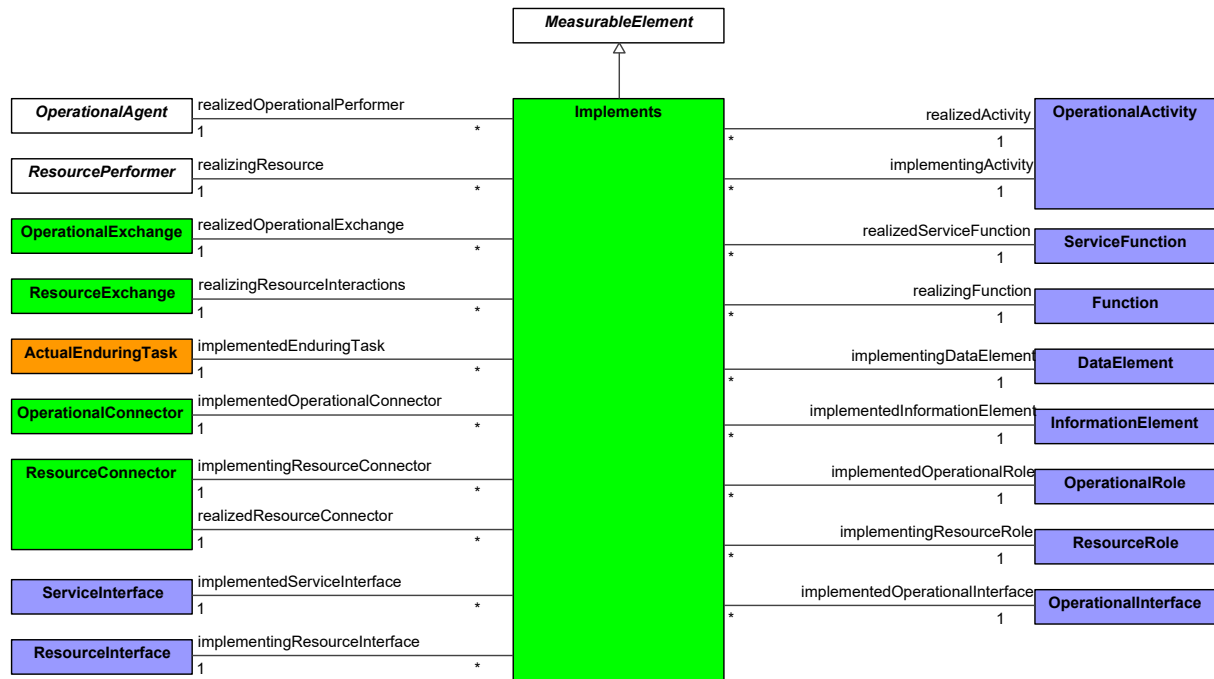 MeasurableElement
Implements
OperationalAgent
realizedOperationalPerformer
1
*
ResourcePerformer
realizingResource
1
*
OperationalExchange
realizedOperationalExchange
1
*
ResourceExchange
realizingResourceInteractions
1
*
ActualEnduringTask
implementedEnduringTask
1
*
OperationalConnector
implementedOperationalConnector
1
*
ResourceConnector
implementingResourceConnector
1
*
realizedResourceConnector
1
*
ServiceInterface
implementedServiceInterface
1
*
ResourceInterface
implementingResourceInterface
1
*
realizedActivity
OperationalActivity
*
1
implementingActivity
*
1
realizedServiceFunction
ServiceFunction
*
1
realizingFunction
Function
*
1
implementingDataElement
DataElement
*
1
implementedInformationElement
InformationElement
*
1
implementedOperationalRole
OperationalRole
*
1
implementingResourceRole
ResourceRole
*
1
implementedOperationalInterface
OperationalInterface
*
1